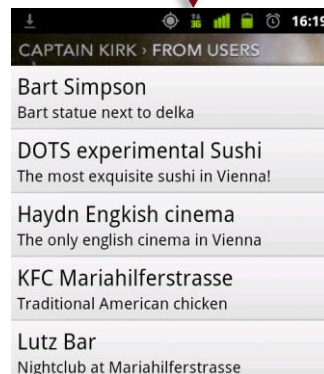 3G 16:19
CAPTAIN KIRK › FROM USERS
Bart Simpson
Bart statue next to delka
DOTS experimental Sushi
The most exquisite sushi in Vienna!
Haydn Engkish cinema
The only english cinema in Vienna
KFC Mariahilferstrasse
Traditional American chicken
Lutz Bar
Nightclub at Mariahilferstrasse